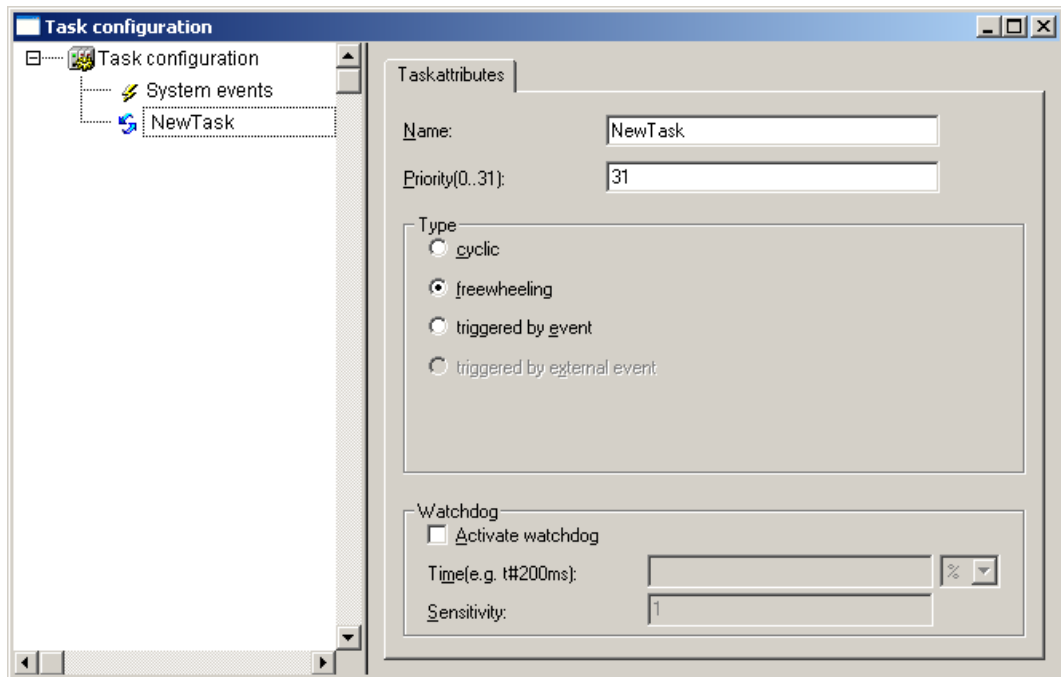 Task configuration
Task configuration
System events
NewTask
Taskattributes
Name: NewTask
Priority(0..31): 31
Type
cyclic
freewheeling
triggered by event
triggered by external event
Watchdog
Activate watchdog
Time(e.g. t#200ms): %
Sensitivity: 1